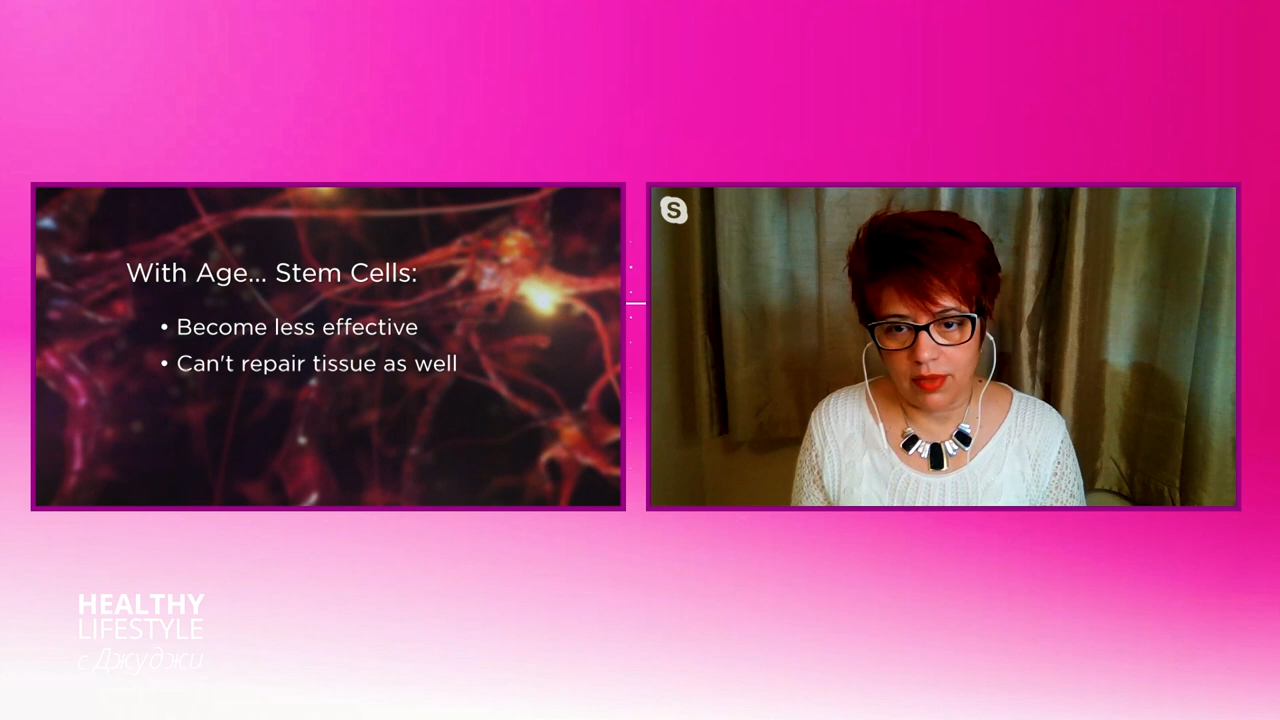 With Age... Stem Cells:
• Become less effective
• Can't repair tissue as well
S
HEALTHY
LIFESTYLE
с Джуджи